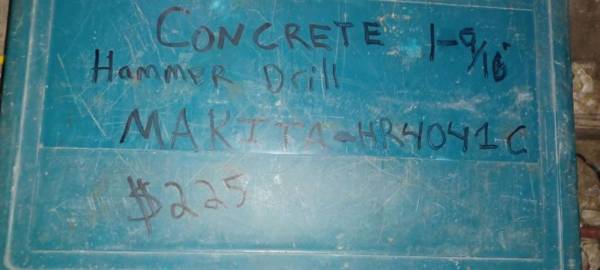 CONCRETE 1-9/16"
Hammer Drill
MAKITA-HR4041C
$225